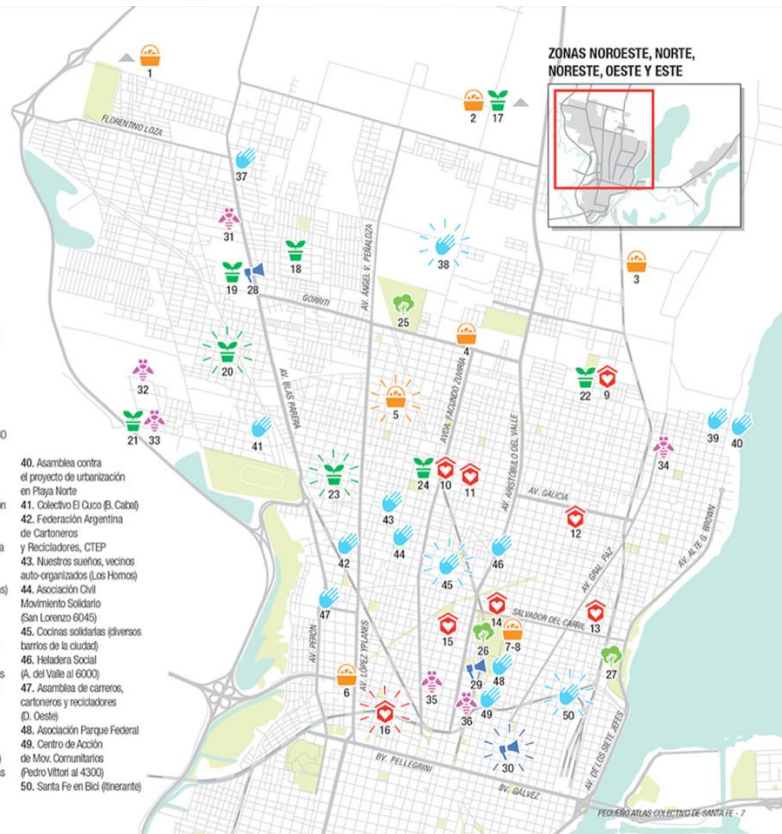 ZONAS NOROESTE, NORTE,
NORESTE, OESTE Y ESTE
1
2
17
FLORENTINO LOZA
37
31
18
38
19
28
3
AV. ÁNGEL V. PEÑALOZA
GORRITI
25
4
20
AV. BLAS PARERA
5
AVDA. FACUNDO ZUVIRÍA
32
22
9
AV. ARISTÓBULO DEL VALLE
21
33
41
39
40
34
23
24
10
11
AV. GALICIA
12
43
44
42
45
46
AV. GRAL. PAZ
AV. ALTE G. BROWN
47
14
SALVADOR DEL CARRIL
13
15
26
7-8
27
AV. PERÓN
AV. LÓPEZ Y PLANES
6
29
48
35
36
49
50
16
30
AV. DE LOS SIETE JEFES
BV. PELLEGRINI
BV. GÁLVEZ
40. Asamblea contra
el proyecto de urbanización
en Playa Norte
41. Colectivo El Cuco (B. Cabal)
42. Federación Argentina
de Cartoneros
y Recicladores, CTEP
43. Nuestros sueños, vecinos
auto-organizados (Los Hornos)
44. Asociación Civil
Movimiento Solidario
(San Lorenzo 6045)
45. Cocinas solidarias (diversos
barrios de la ciudad)
46. Heladera Social
(A. del Valle al 6000)
47. Asamblea de carreros,
cartoneros y recicladores
(D. Oeste)
48. Asociación Parque Federal
49. Centro de Acción
de Mov. Comunitarios
(Pedro Vittori al 4300)
50. Santa Fe en Bici (itinerante)
PEQUEÑO ATLAS COLECTIVO DE SANTA FE - 7